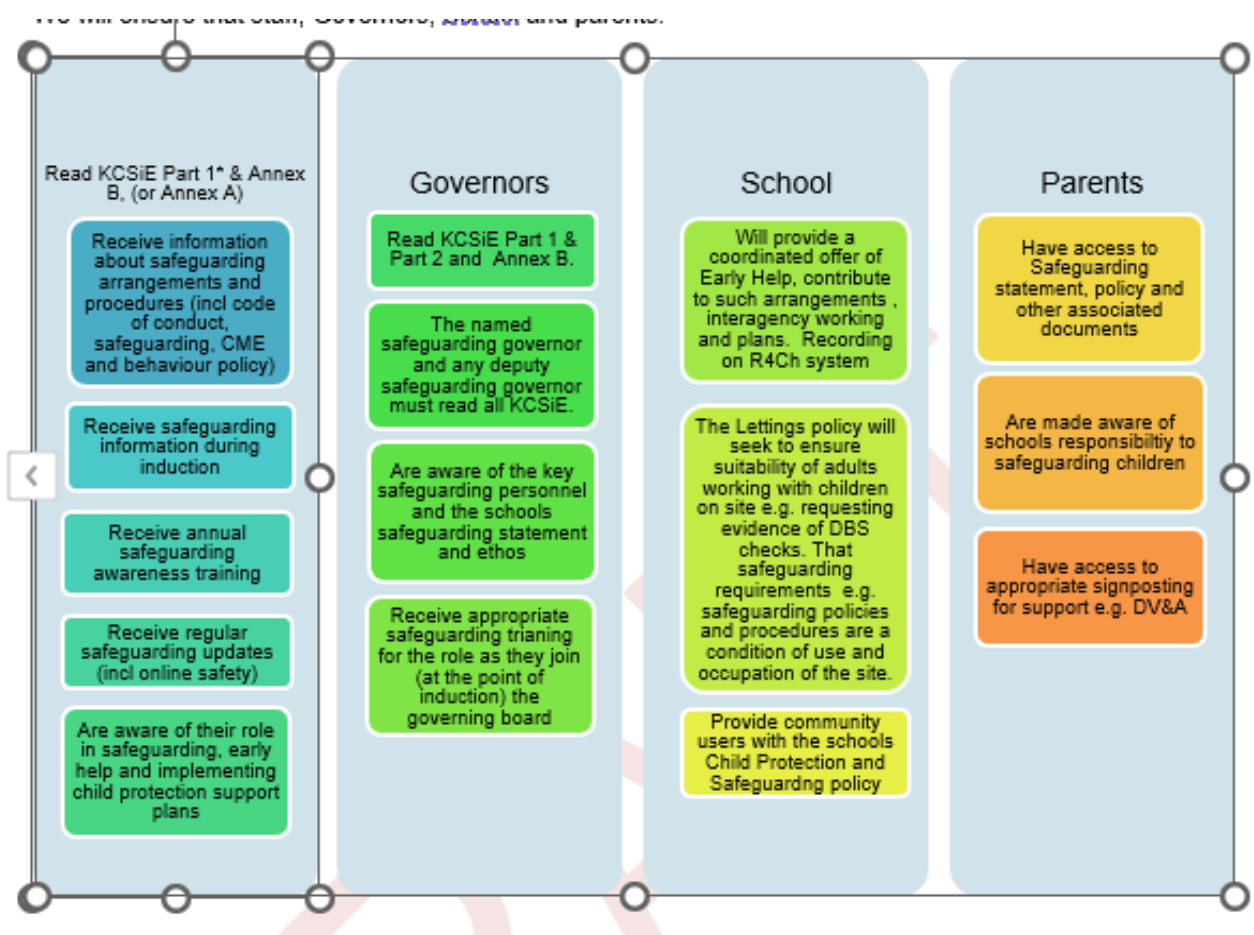 We will ensure that staff, Governors, and parents:
Read KCSiE Part 1* & Annex
B, (or Annex A)
Receive information
about safeguarding
arrangements and
procedures (incl code
of conduct,
safeguarding, CME
and behaviour policy)
Receive safeguarding
information during
induction
Receive annual
safeguarding
awareness training
Receive regular
safeguarding updates
(incl online safety)
Are aware of their role
in safeguarding, early
help and implementing
child protection support
plans
Governors
Read KCSiE Part 1 &
Part 2 and Annex B.
The named
safeguarding governor
and any deputy
safeguarding governor
must read all KCSiE.
Are aware of the key
safeguarding personnel
and the schools
safeguarding statement
and ethos
Receive appropriate
safeguarding trianing
for the role as they join
(at the point of
induction) the
governing board
School
Will provide a
coordinated offer of
Early Help, contribute
to such arrangements ,
interagency working
and plans. Recording
on R4Ch system
The Lettings policy will
seek to ensure
suitability of adults
working with children
on site e.g. requesting
evidence of DBS
checks. That
safeguarding
requirements e.g.
safeguarding policies
and procedures are a
condition of use and
occupation of the site.
Provide community
users with the schools
Child Protection and
Safeguardng policy
Parents
Have access to
Safeguarding
statement, policy and
other associated
documents
Are made aware of
schools responsibiltiy to
safeguarding children
Have access to
appropriate signposting
for support e.g. DV&A